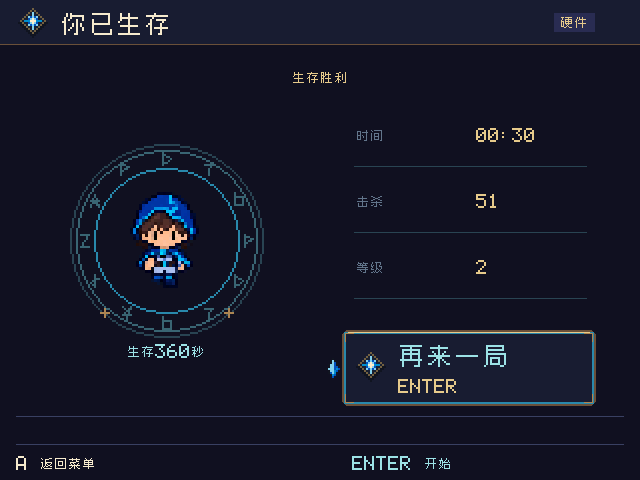 你已生存
硬件
生存胜利
时间 00:30
击杀 51
等级 2
生存360秒
再来一局
ENTER
A 返回菜单
ENTER 开始